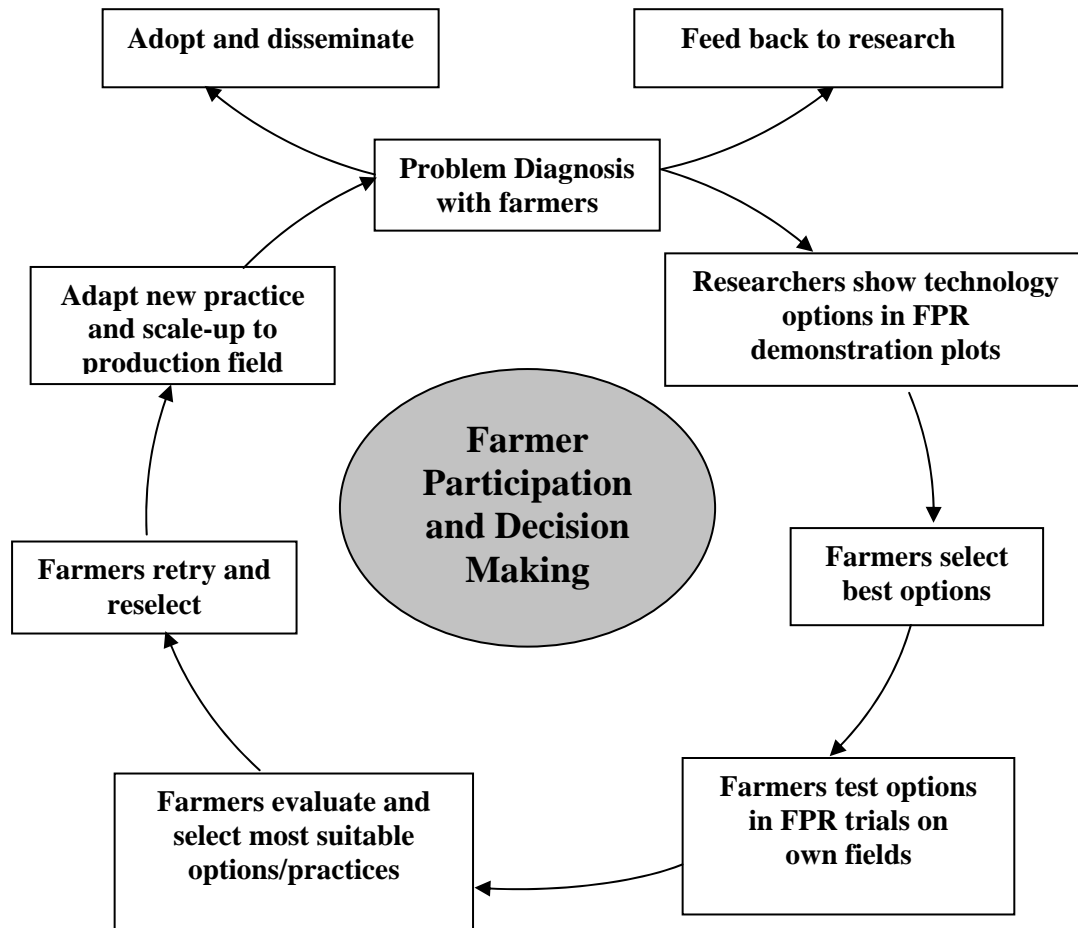 Adopt and disseminate
Feed back to research
Problem Diagnosis
with farmers
Researchers show technology
options in FPR
demonstration plots
Farmers select
best options
Farmers test options
in FPR trials on
own fields
Farmers evaluate and
select most suitable
options/practices
Farmers retry and
reselect
Adapt new practice
and scale-up to
production field
Farmer
Participation
and Decision
Making